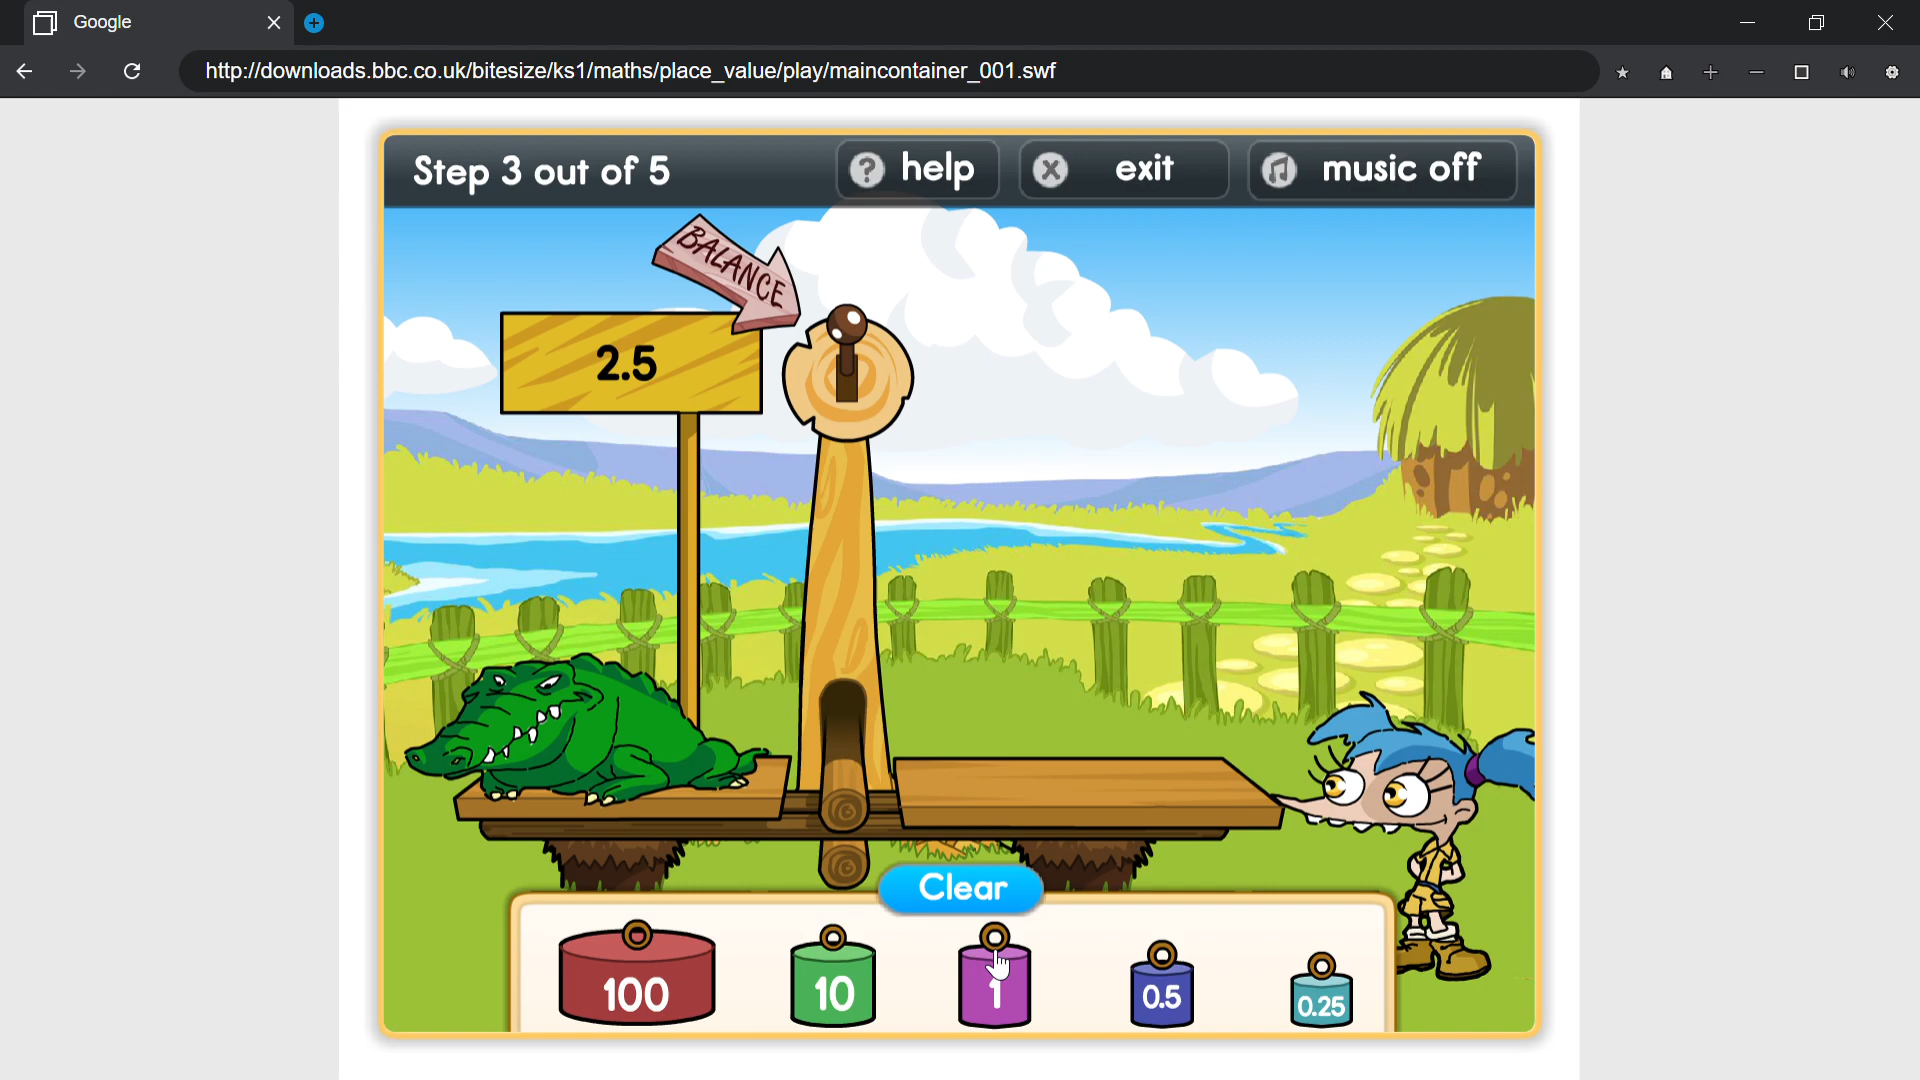 Google
http://downloads.bbc.co.uk/bitesize/ks1/maths/place_value/play/maincontainer_001.swf
Step 3 out of 5
help
exit
music off
BALANCE
2.5
Clear
100
10
1
0.5
0.25